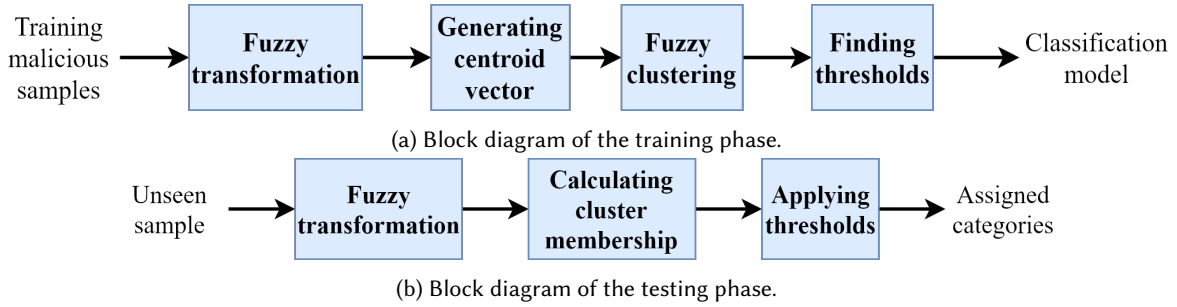 Training
malicious
samples
Fuzzy
transformation
Generating
centroid
vector
Fuzzy
clustering
Finding
thresholds
Classification
model
(a) Block diagram of the training phase.
Unseen
sample
Fuzzy
transformation
Calculating
cluster
membership
Applying
thresholds
Assigned
categories
(b) Block diagram of the testing phase.